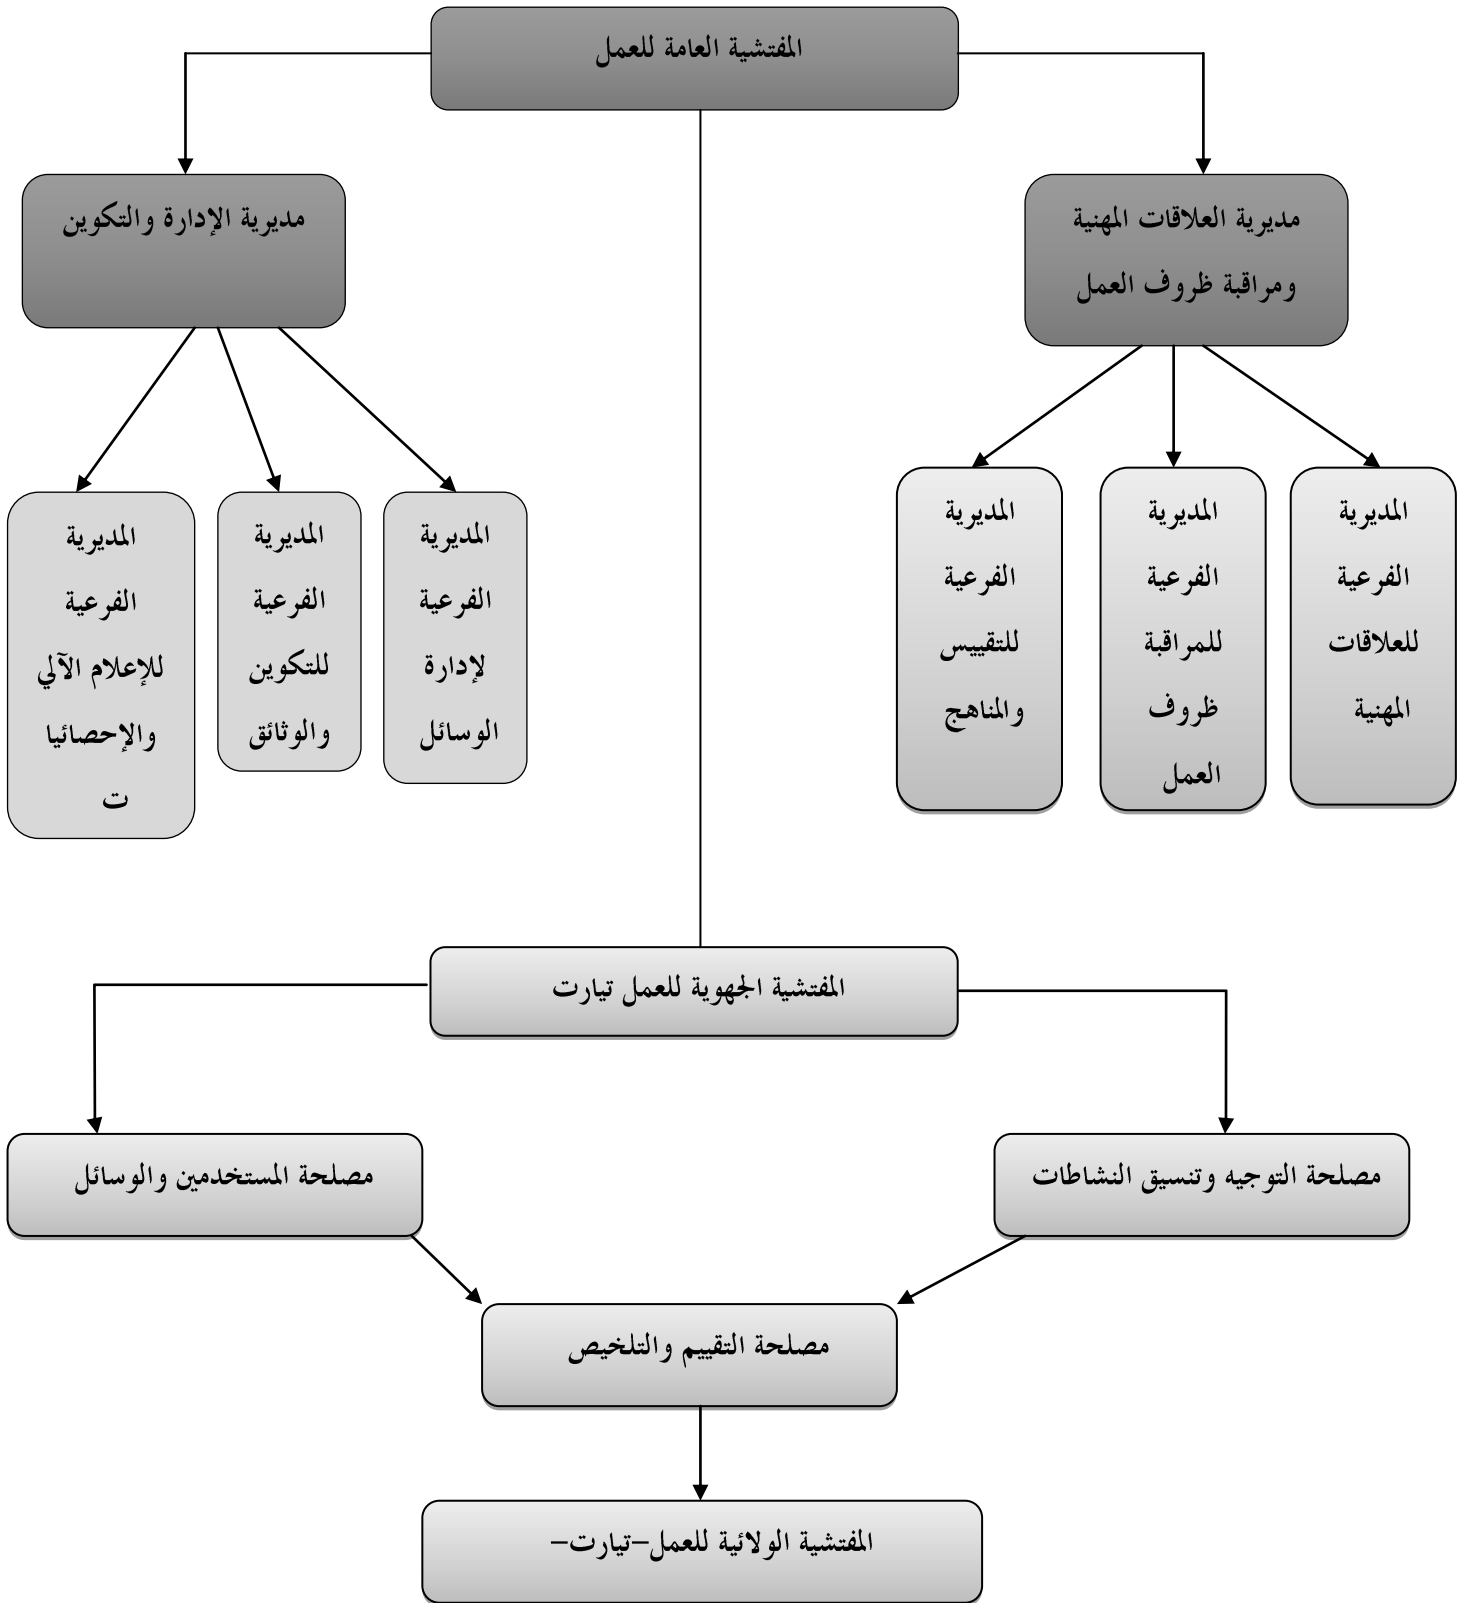 المفتشية العامة للعمل
مديرية العلاقات المهنية
ومراقبة ظروف العمل
مديرية الإدارة والتكوين
المديرية
الفرعية
للعلاقات
المهنية
المديرية
الفرعية
للمراقبة
ظروف
العمل
المديرية
الفرعية
للتقييس
والمناهج
المديرية
الفرعية
لإدارة
الوسائل
المديرية
الفرعية
للتكوين
والوثائق
المديرية
الفرعية
للإعلام الآلي
والإحصائيا
ت
المفتشية الجهوية للعمل تيارت
مصلحة التوجيه وتنسيق النشاطات
مصلحة المستخدمين والوسائل
مصلحة التقييم والتلخيص
المفتشية الولائية للعمل–تيارت–